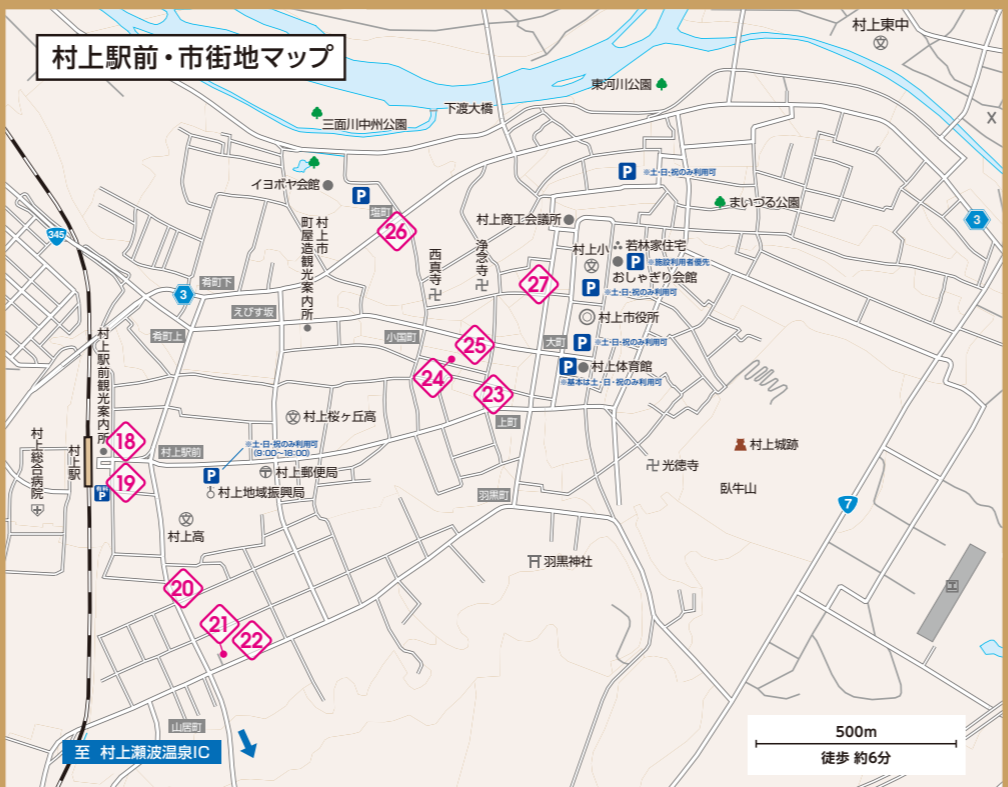 村上駅前・市街地マップ
村上東中
東河川公園
下渡大橋
三面川中州公園
イヨボヤ会館
P
塩町
26
P
※土・日・祝のみ利用可
まいづる公園
3
345
村上商工会議所
若林家住宅
村上小
P
※施設利用者優先
おしゃぎり会館
P
※土・日・祝のみ利用可
村上市
町屋造観光案内所
西真寺
浄念寺
27
肴町下
3
えびす坂
肴町上
小国町
25
24
23
大町
村上市役所
P
※土・日・祝のみ利用可
P
村上体育館
※基本は土・日・祝のみ利用可
上町
村上駅前観光案内所
18
19
村上駅
村上総合病院
P
村上駅前
村上桜ヶ丘高
※土・日・祝のみ利用可
(9:00~18:00)
P
村上郵便局
村上地域振興局
村上高
羽黒町
光徳寺
村上城跡
臥牛山
7
羽黒神社
工
20
21
22
山居町
至 村上瀬波温泉IC
500m
徒歩 約6分